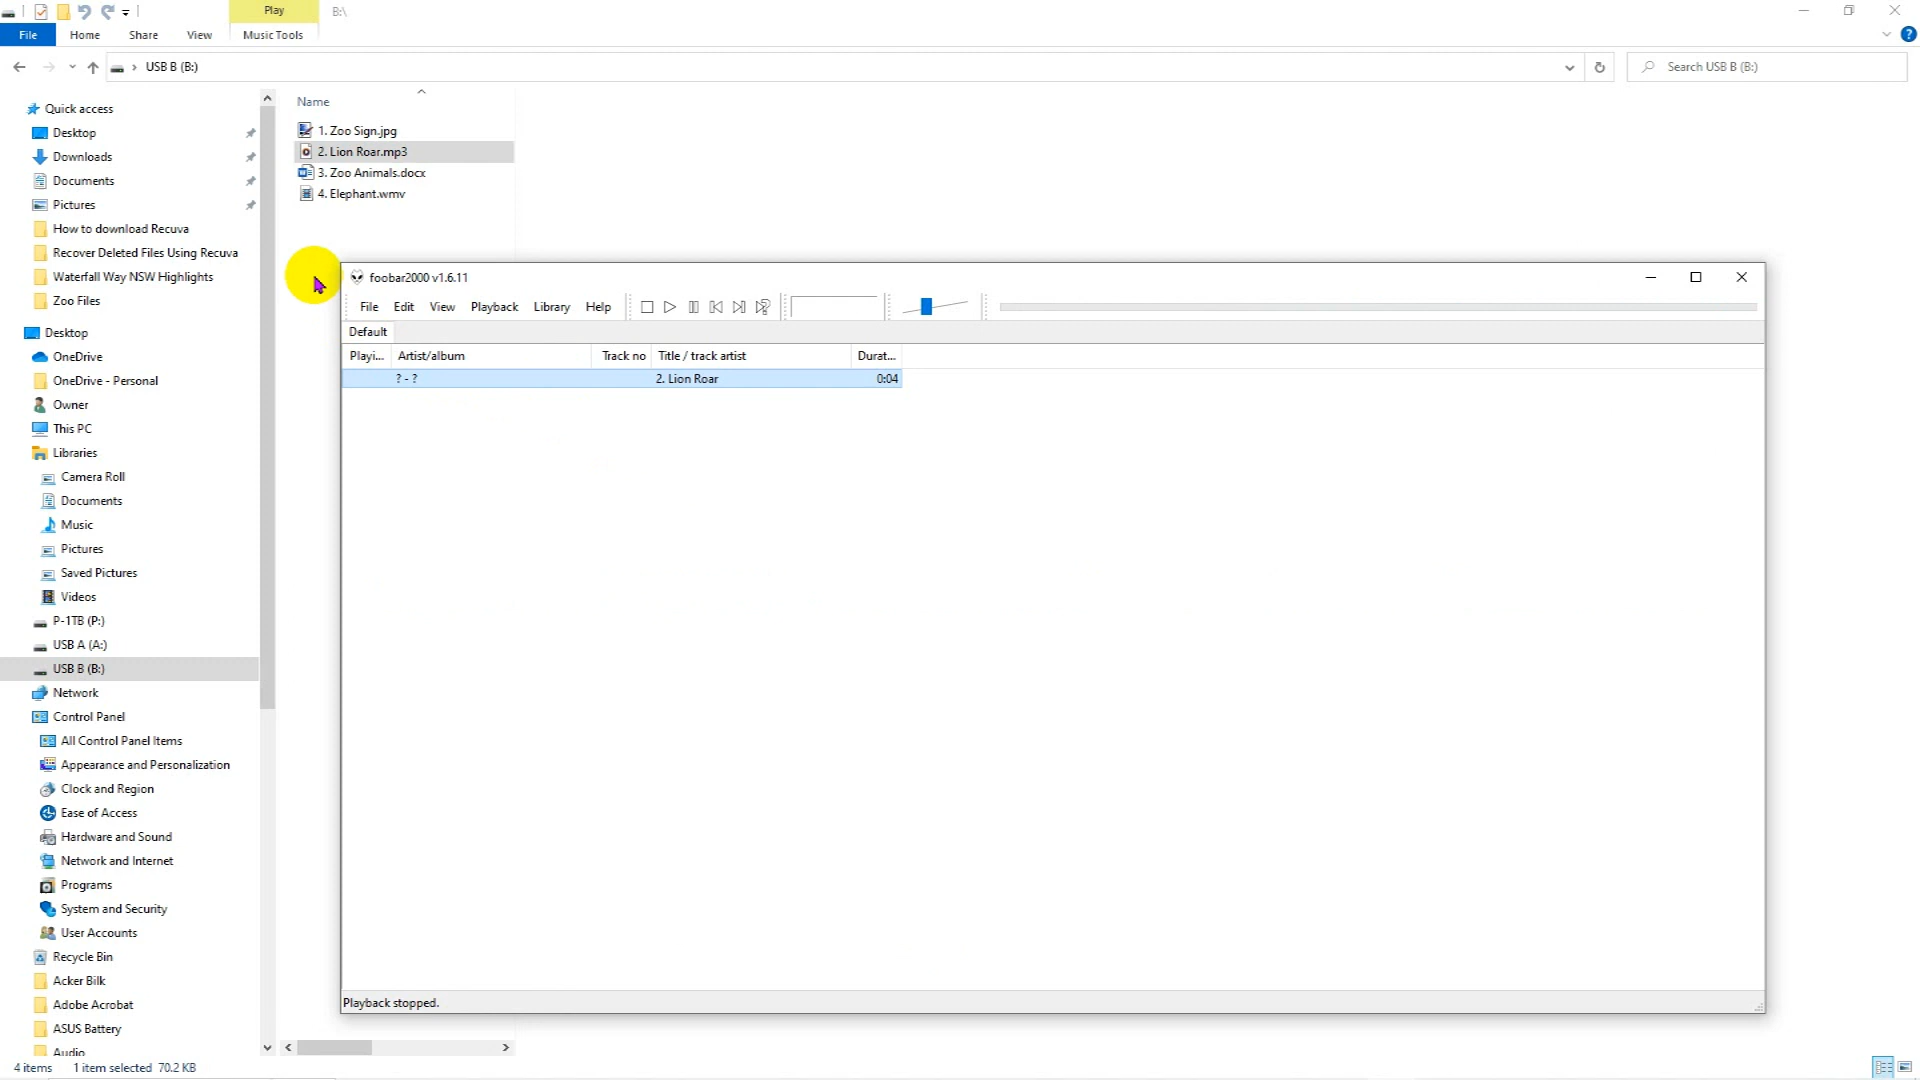 Play
B:\
File
Home
Share
View
Music Tools
USB B (B:)
Search USB B (B:)
Quick access
Desktop
Downloads
Documents
Pictures
How to download Recuva
Recover Deleted Files Using Recuva
Waterfall Way NSW Highlights
Zoo Files
Desktop
OneDrive
OneDrive - Personal
Owner
This PC
Libraries
Camera Roll
Documents
Music
Pictures
Saved Pictures
Videos
P-1TB (P:)
USB A (A:)
USB B (B:)
Network
Control Panel
All Control Panel Items
Appearance and Personalization
Clock and Region
Ease of Access
Hardware and Sound
Network and Internet
Programs
System and Security
User Accounts
Recycle Bin
Acker Bilk
Adobe Acrobat
ASUS Battery
Audio
Name
1. Zoo Sign.jpg
2. Lion Roar.mp3
3. Zoo Animals.docx
4. Elephant.wmv
foobar2000 v1.6.11
File Edit View Playback Library Help
Default
Playi... Artist/album Track no Title / track artist Durat...
? - ? 2. Lion Roar 0:04
Playback stopped.
4 items 1 item selected 70.2 KB